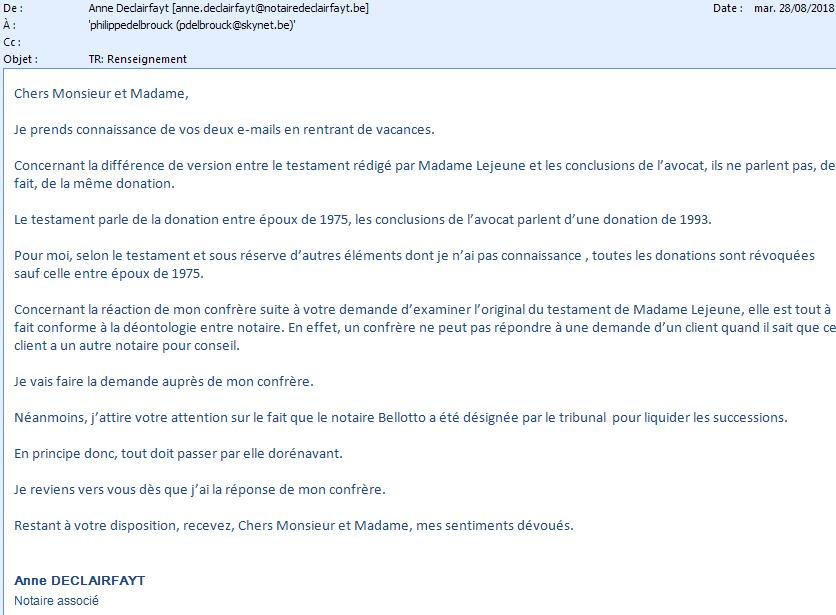 De : Anne Declairfayt [anne.declairfayt@notairedeclairfayt.be] Date : mar. 28/08/2018
À : 'philippedelbrouck (pdelbrouck@skynet.be)'
Cc :
Objet : TR: Renseignement
Chers Monsieur et Madame,
Je prends connaissance de vos deux e-mails en rentrant de vacances.
Concernant la différence de version entre le testament rédigé par Madame Lejeune et les conclusions de l'avocat, ils ne parlent pas, de
fait, de la même donation.
Le testament parle de la donation entre époux de 1975, les conclusions de l'avocat parlent d'une donation de 1993.
Pour moi, selon le testament et sous réserve d'autres éléments dont je n'ai pas connaissance , toutes les donations sont révoquées
sauf celle entre époux de 1975.
Concernant la réaction de mon confrère suite à votre demande d'examiner l'original du testament de Madame Lejeune, elle est tout à
fait conforme à la déontologie entre notaire. En effet, un confrère ne peut pas répondre à une demande d'un client quand il sait que ce
client a un autre notaire pour conseil.
Je vais faire la demande auprès de mon confrère.
Néanmoins, j'attire votre attention sur le fait que le notaire Bellotto a été désignée par le tribunal  pour liquider les successions.
En principe donc, tout doit passer par elle dorénavant.
Je reviens vers vous dès que j'ai la réponse de mon confrère.
Restant à votre disposition, recevez, Chers Monsieur et Madame, mes sentiments dévoués.
Anne DECLAIRFAYT
Notaire associé